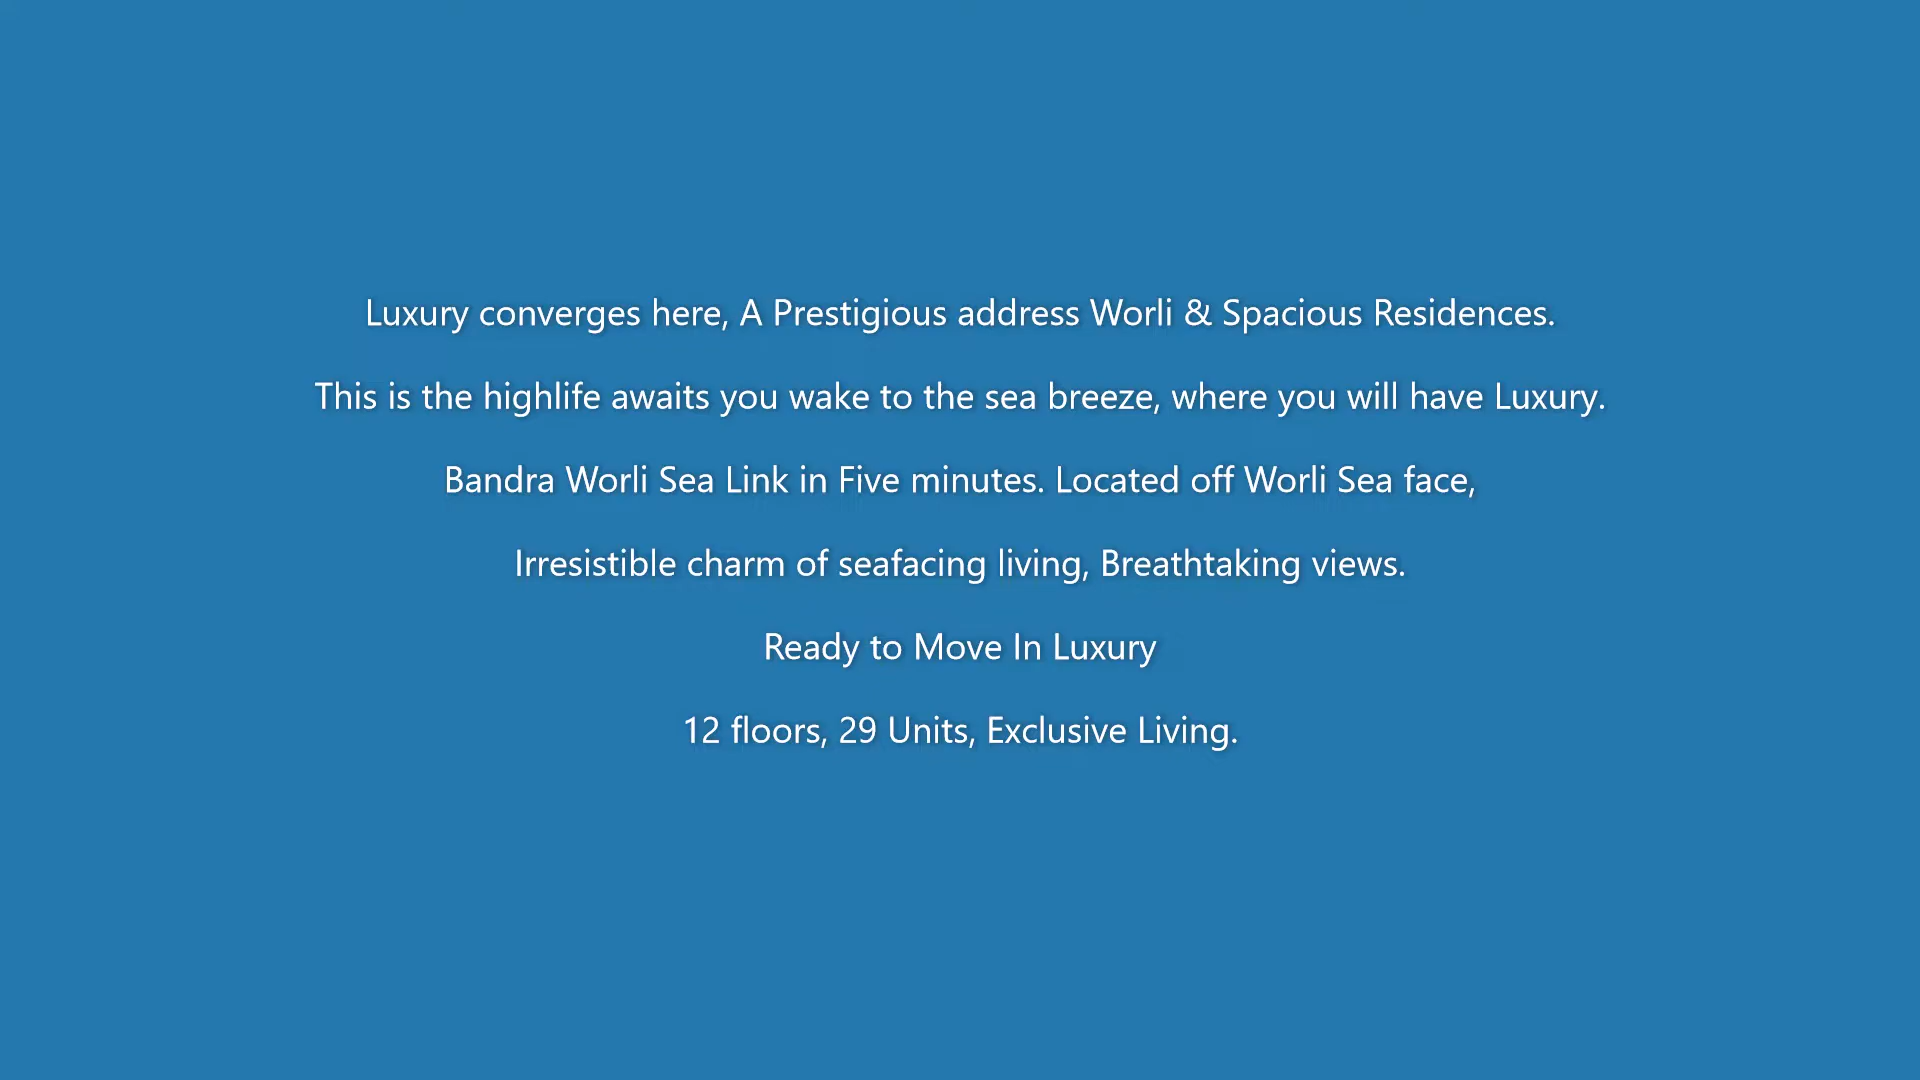 Luxury converges here, A Prestigious address Worli & Spacious Residences.
This is the highlife awaits you wake to the sea breeze, where you will have Luxury.
Bandra Worli Sea Link in Five minutes. Located off Worli Sea face,
Irresistible charm of seafacing living, Breathtaking views.
Ready to Move In Luxury
12 floors, 29 Units, Exclusive Living.